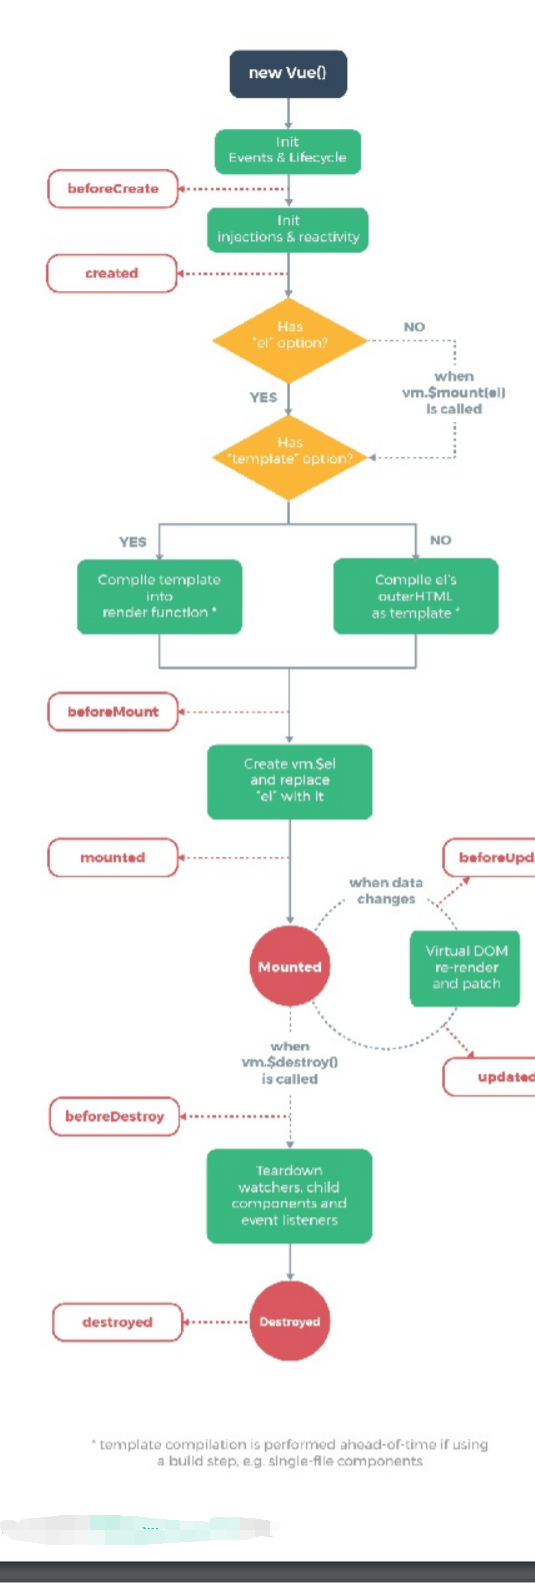 new Vue()
Init
Events & Lifecycle
beforeCreate
Init
injections & reactivity
created
Has
"el" option?
NO
when
vm.$mount(el)
is called
YES
Has
"template" option?
YES
NO
Compile template
into
render function *
Compile el's
outerHTML
as template *
beforeMount
Create vm.$el
and replace
"el" with it
mounted
when data
changes
beforeUpd
Mounted
Virtual DOM
re-render
and patch
updated
when
vm.$destroy()
is called
beforeDestroy
Teardown
watchers, child
components and
event listeners
destroyed
Destroyed
* template compilation is performed ahead-of-time if using
a build step, e.g. single-file components